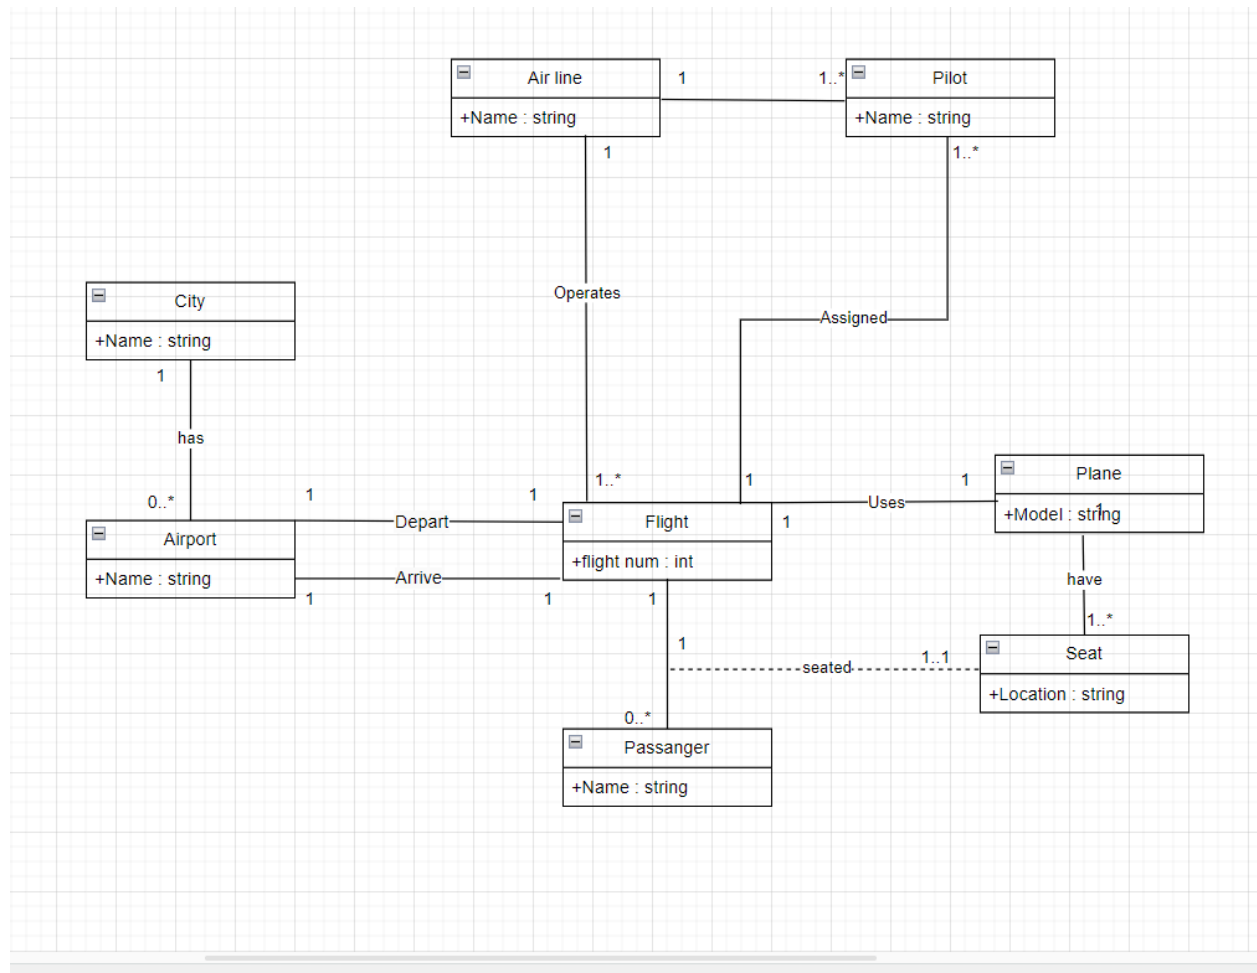 Air line
+Name : string
1
1..*
Pilot
+Name : string
1
1..*
Operates
Assigned
City
+Name : string
1
has
0..*
Airport
+Name : string
1
Depart
1
1..*
1
1
Arrive
1
Flight
+flight num : int
1
Uses
1
Plane
+Model : string
1
have
1..*
1
1
seated
1..1
Seat
+Location : string
0..*
Passanger
+Name : string